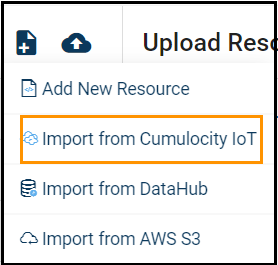 Upload Reso
Add New Resource
Import from Cumulocity IoT
Import from DataHub
Import from AWS S3